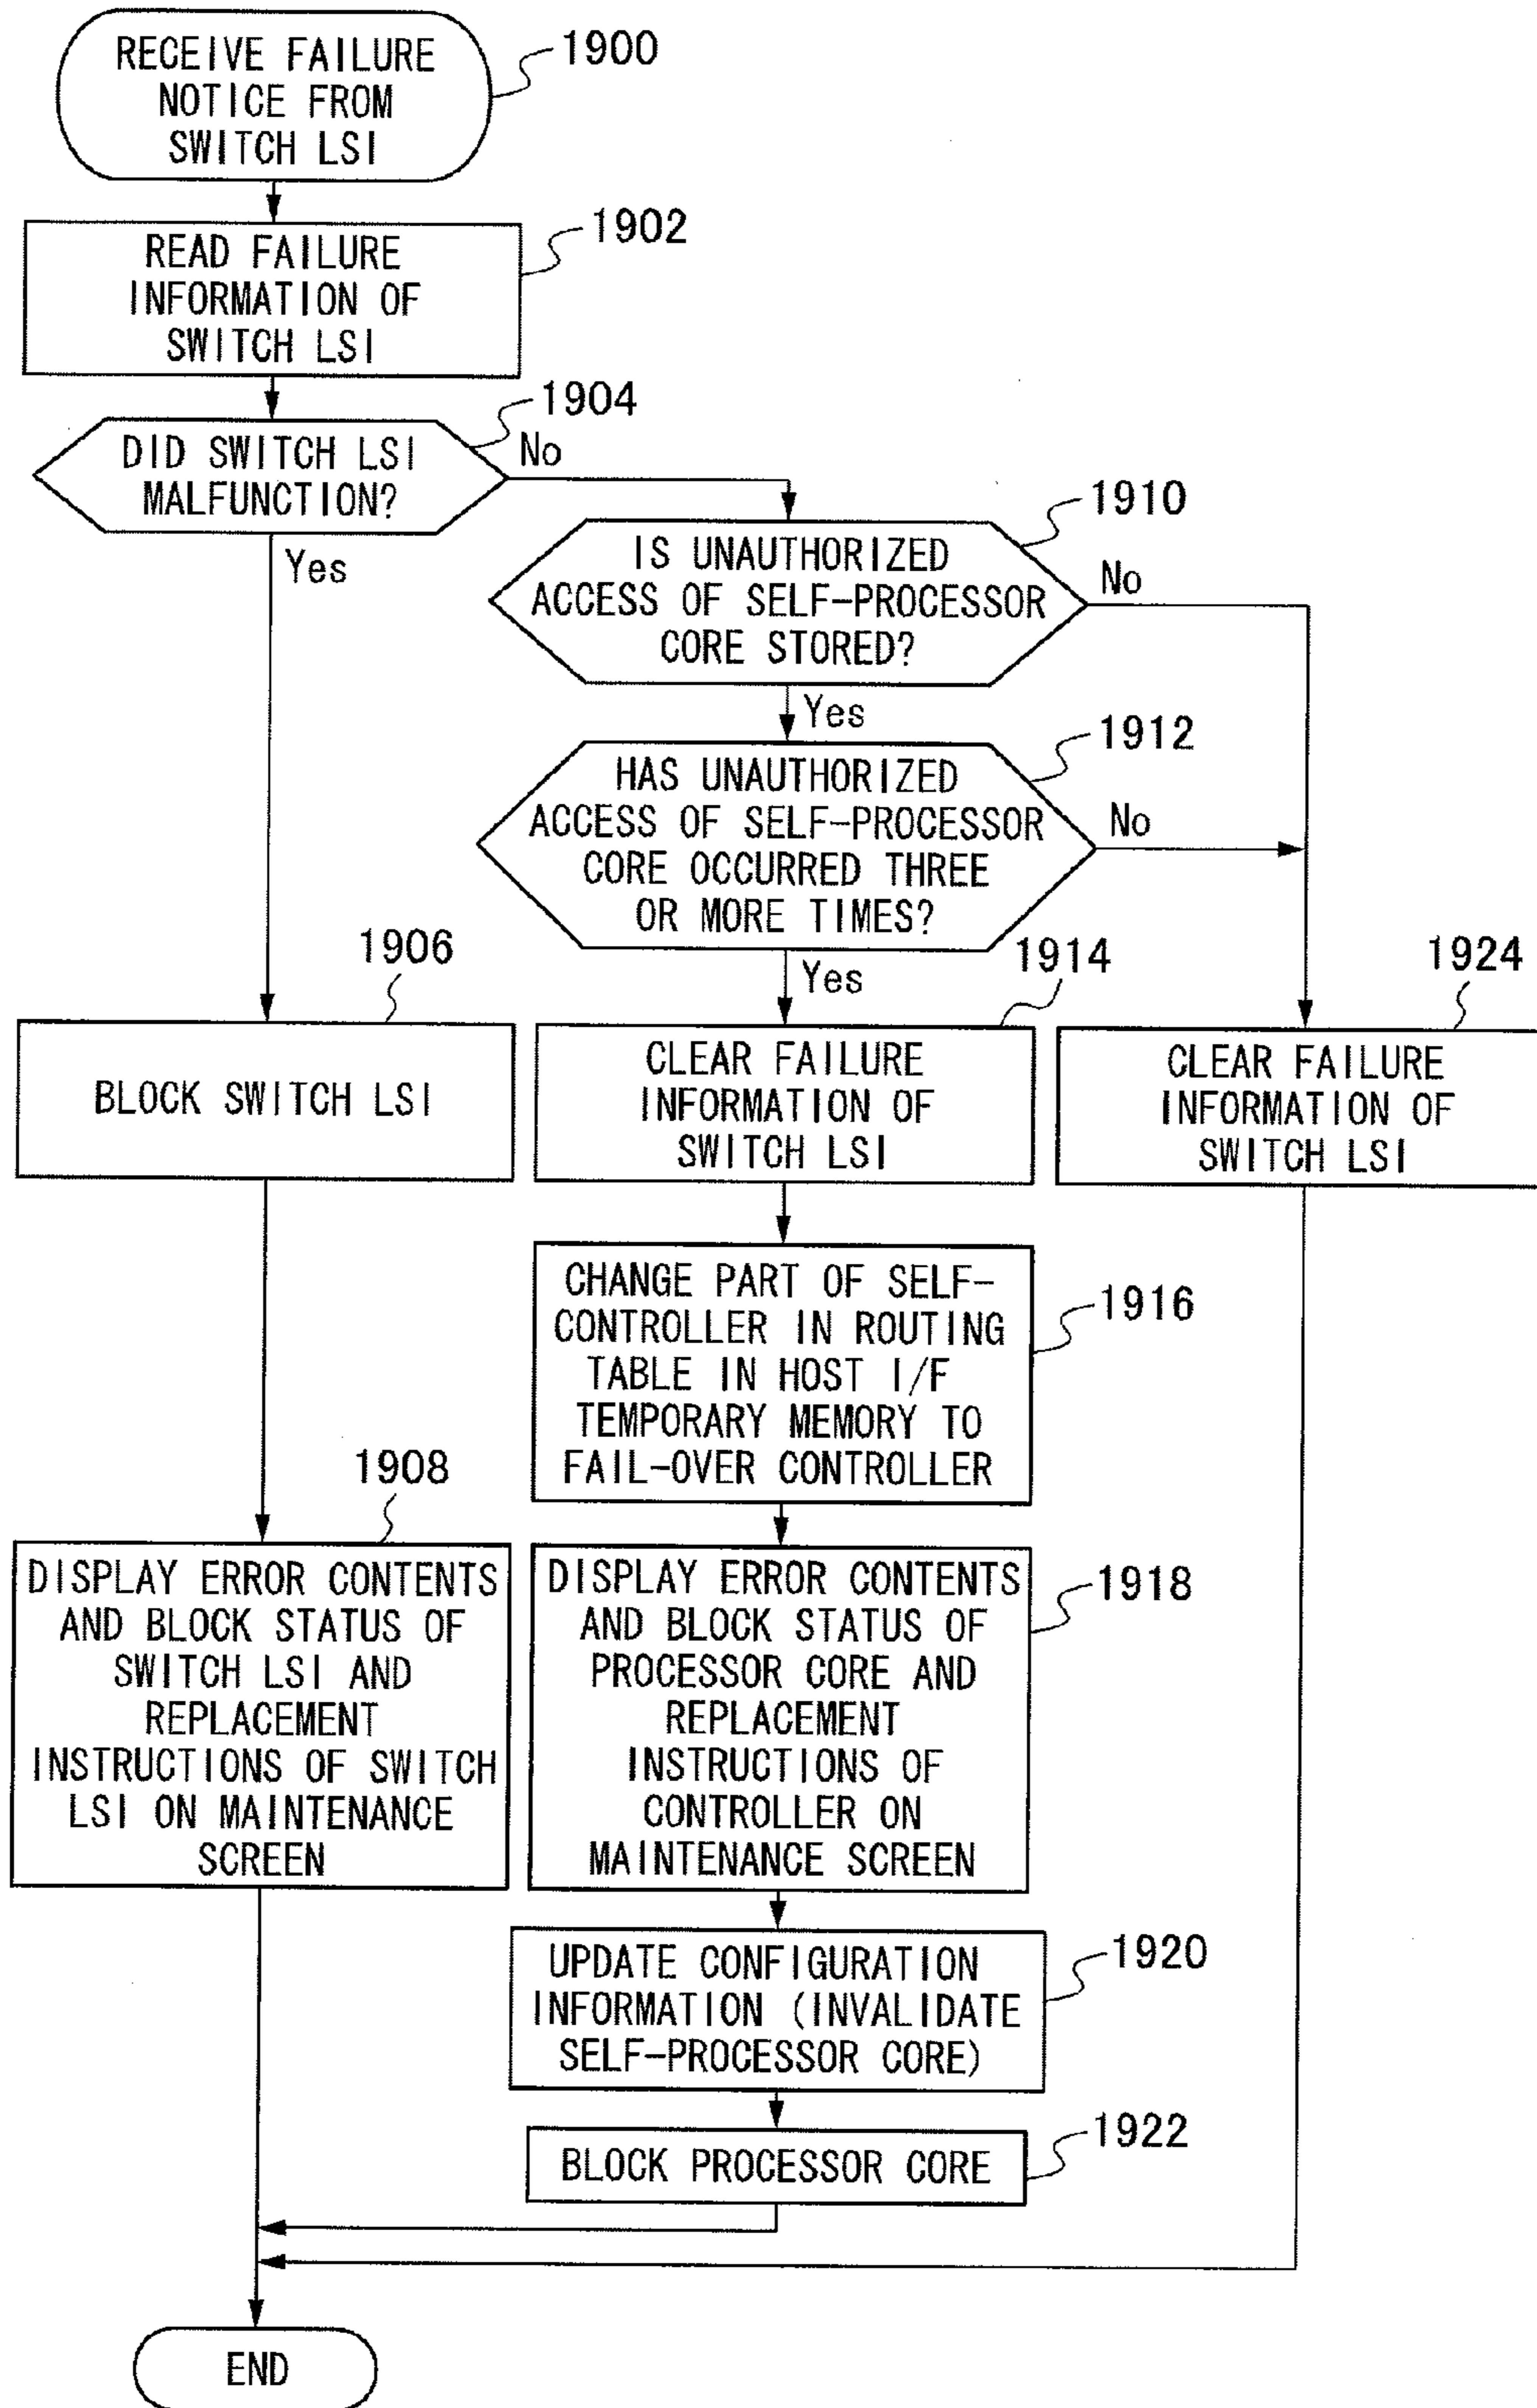 RECEIVE FAILURE
NOTICE FROM
SWITCH LSI
1900
READ FAILURE
INFORMATION OF
SWITCH LSI
1902
DID SWITCH LSI
MALFUNCTION?
1904
No
Yes
IS UNAUTHORIZED
ACCESS OF SELF-PROCESSOR
CORE STORED?
1910
No
Yes
HAS UNAUTHORIZED
ACCESS OF SELF-PROCESSOR
CORE OCCURRED THREE
OR MORE TIMES?
1912
No
Yes
1906
BLOCK SWITCH LSI
1914
CLEAR FAILURE
INFORMATION OF
SWITCH LSI
1924
CLEAR FAILURE
INFORMATION OF
SWITCH LSI
CHANGE PART OF SELF-
CONTROLLER IN ROUTING
TABLE IN HOST I/F
TEMPORARY MEMORY TO
FAIL-OVER CONTROLLER
1916
1908
DISPLAY ERROR CONTENTS
AND BLOCK STATUS OF
SWITCH LSI AND
REPLACEMENT
INSTRUCTIONS OF SWITCH
LSI ON MAINTENANCE
SCREEN
DISPLAY ERROR CONTENTS
AND BLOCK STATUS OF
PROCESSOR CORE AND
REPLACEMENT
INSTRUCTIONS OF
CONTROLLER ON
MAINTENANCE SCREEN
1918
UPDATE CONFIGURATION
INFORMATION (INVALIDATE
SELF-PROCESSOR CORE)
1920
BLOCK PROCESSOR CORE
1922
END